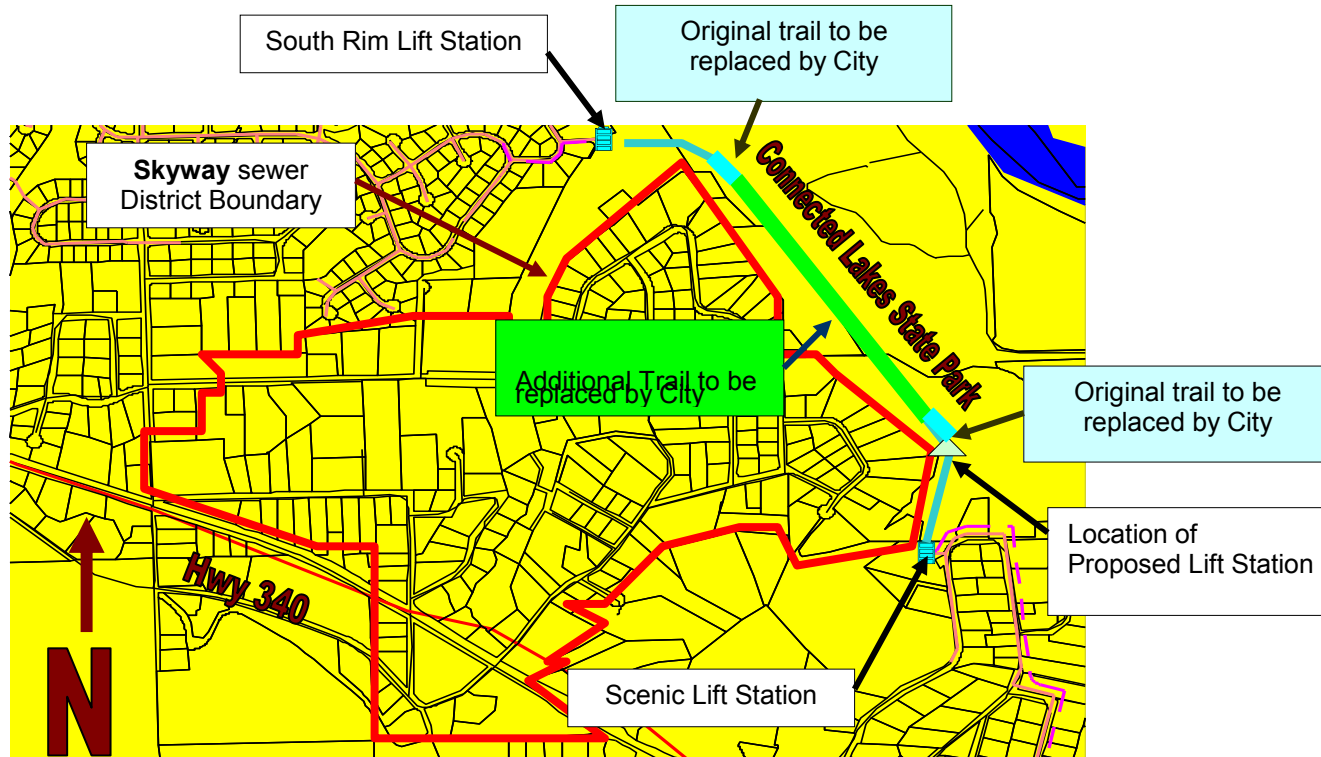 South Rim Lift Station
Original trail to be
replaced by City
Skyway sewer
District Boundary
Connected Lakes State Park
Additional Trail to be
replaced by City
Original trail to be
replaced by City
Location of
Proposed Lift Station
Hwy 340
N
Scenic Lift Station